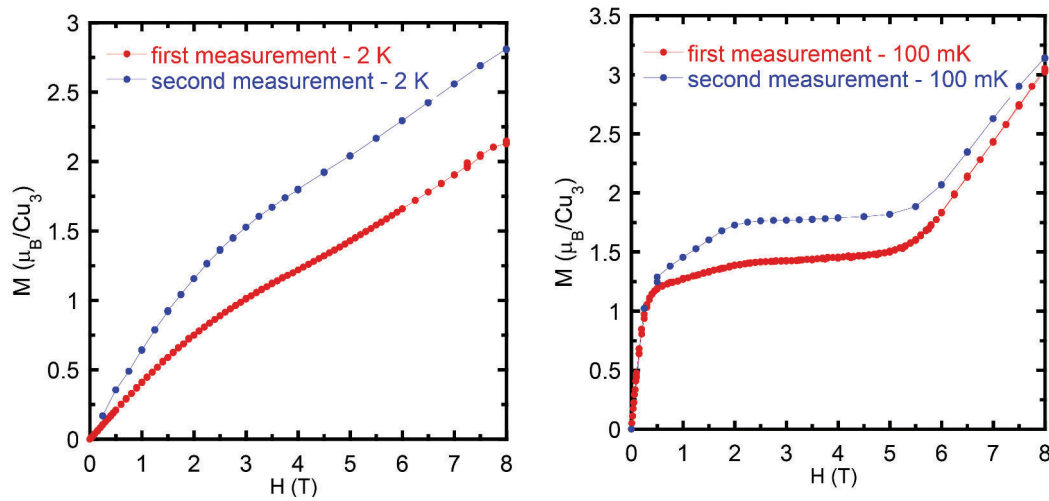 first measurement - 2 K
second measurement - 2 K
M (μB/Cu3)
3
2.5
2
1.5
1
0.5
0
0 1 2 3 4 5 6 7 8
H (T)
first measurement - 100 mK
second measurement - 100 mK
M (μB/Cu3)
3.5
3
2.5
2
1.5
1
0.5
0
0 1 2 3 4 5 6 7 8
H (T)